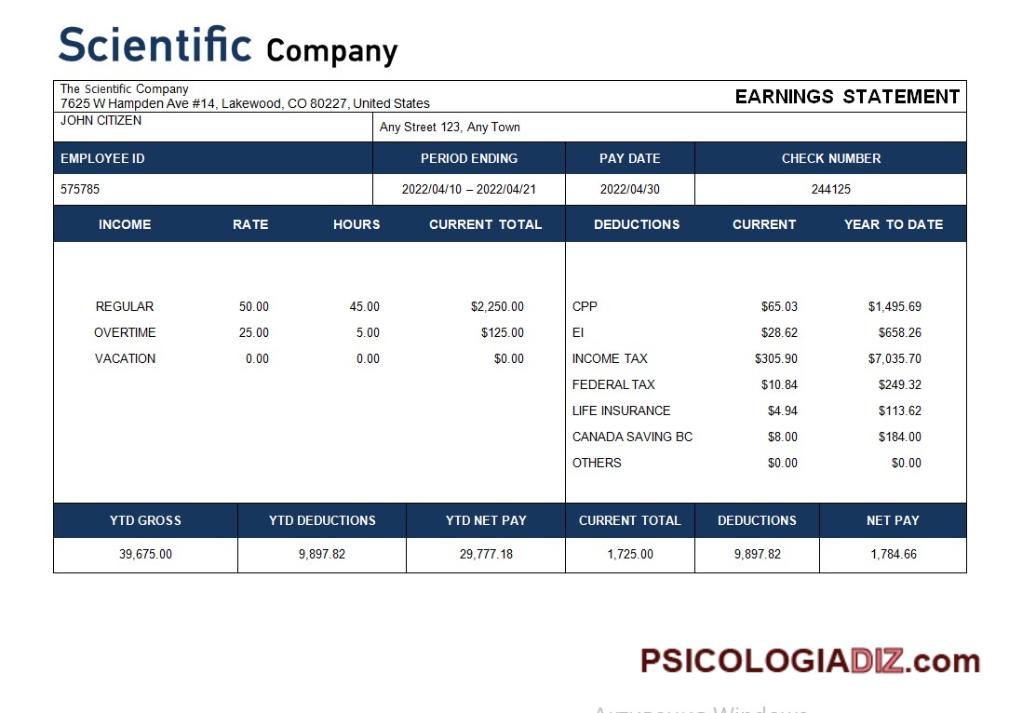 Scientific Company
The Scientific Company
7625 W Hampden Ave #14, Lakewood, CO 80227, United States
EARNINGS STATEMENT
JOHN CITIZEN
Any Street 123, Any Town
EMPLOYEE ID PERIOD ENDING PAY DATE CHECK NUMBER
575785 2022/04/10 – 2022/04/21 2022/04/30 244125
INCOME RATE HOURS CURRENT TOTAL DEDUCTIONS CURRENT YEAR TO DATE
REGULAR 50.00 45.00 $2,250.00 CPP $65.03 $1,495.69
OVERTIME 25.00 5.00 $125.00 EI $28.62 $658.26
VACATION 0.00 0.00 $0.00 INCOME TAX $305.90 $7,035.70
FEDERAL TAX $10.84 $249.32
LIFE INSURANCE $4.94 $113.62
CANADA SAVING BC $8.00 $184.00
OTHERS $0.00 $0.00
YTD GROSS YTD DEDUCTIONS YTD NET PAY CURRENT TOTAL DEDUCTIONS NET PAY
39,675.00 9,897.82 29,777.18 1,725.00 9,897.82 1,784.66
PSICOLOGIADIZ.com